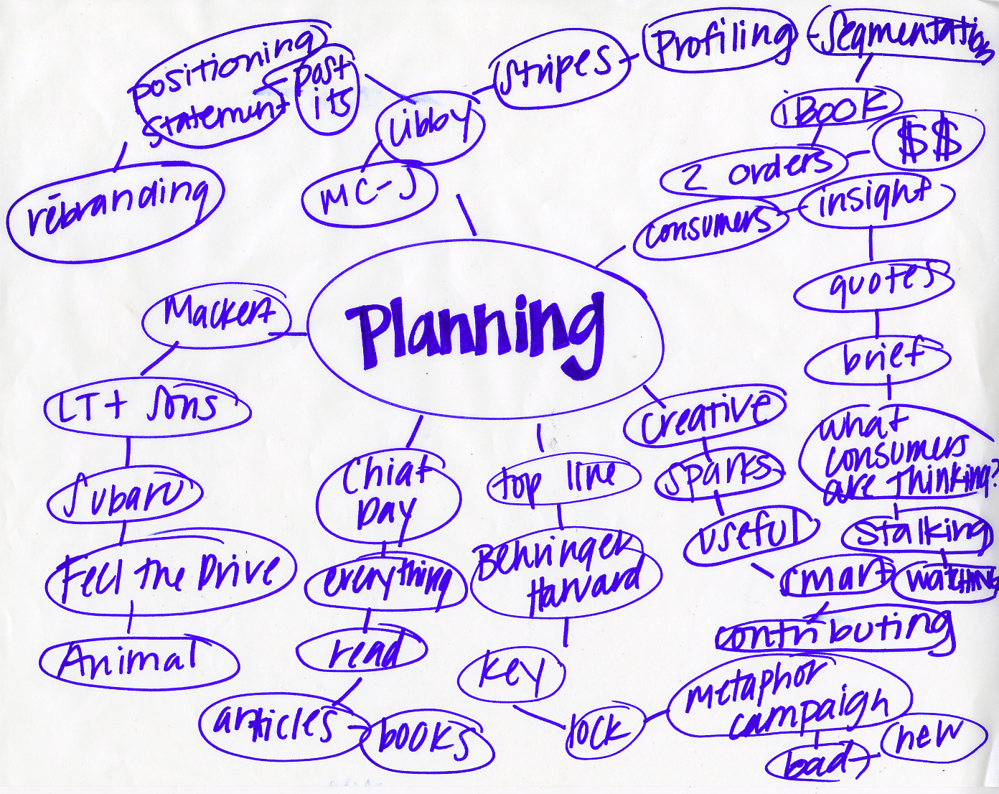 positioning
statement
post
its
Libby
stripes
Profiling
Segmentation
iBook
$$
2 orders
MC-J
rebranding
consumers
insight
quotes
brief
what
consumers
are thinking?
stalking
watching
Planning
Mackert
LT + Sons
Subaru
Feel the Drive
Animal
Chiat
Day
everything
read
articles
books
top line
Behringer
Harvard
key
lock
metaphor
campaign
bad
new
creative
sparks
useful
smart
contributing